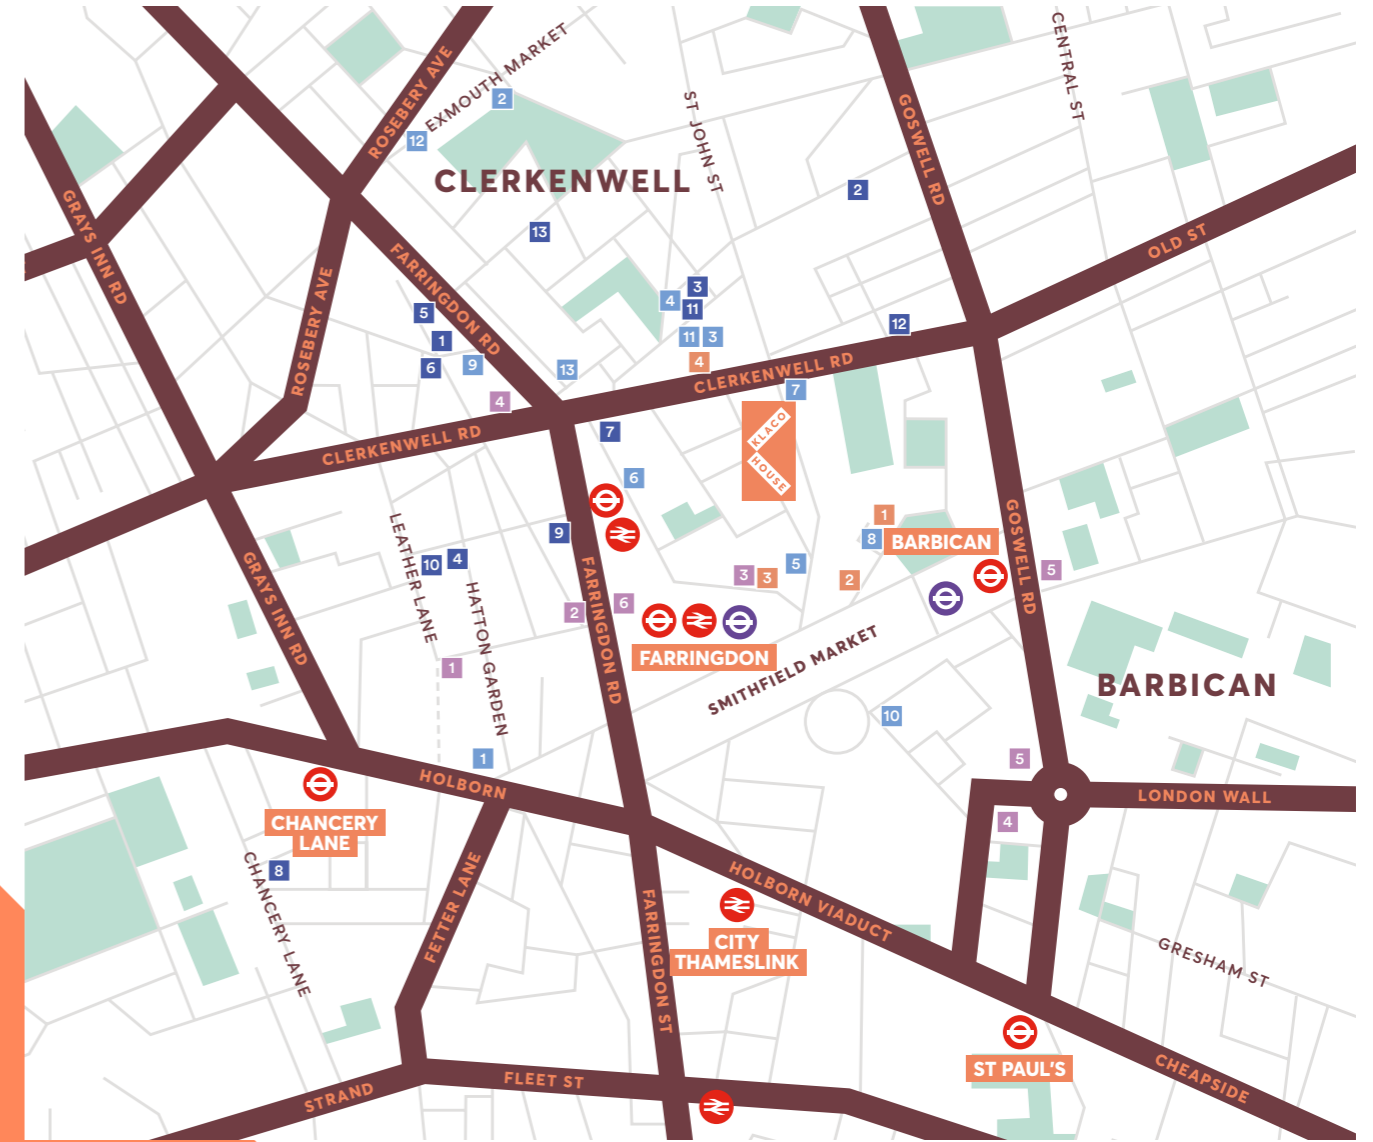 ROSEBERY AVE
EXMOUTH MARKET
2
12
CLERKENWELL
ST JOHN ST
GOSWELL RD
CENTRAL ST
2
GRAYS INN RD
13
OLD ST
FARRINGDON RD
ROSEBERY AVE
3
4
11
5
1
6
9
13
11
3
4
12
CLERKENWELL RD
7
4
CLERKENWELL RD
7
KLACO
HOUSE
6
9
1
8
BARBICAN
GOSWELL RD
5
LEATHER LANE
10
4
HATTON GARDEN
GRAYS INN RD
FARRINGDON RD
3
3
5
2
2
6
FARRINGDON
SMITHFIELD MARKET
1
BARBICAN
10
1
HOLBORN
5
LONDON WALL
4
CHANCERY
LANE
8
CHANCERY LANE
FETTER LANE
HOLBORN VIADUCT
FARRINGDON ST
CITY
THAMESLINK
GRESHAM ST
ST PAUL'S
CHEAPSIDE
FLEET ST
STRAND